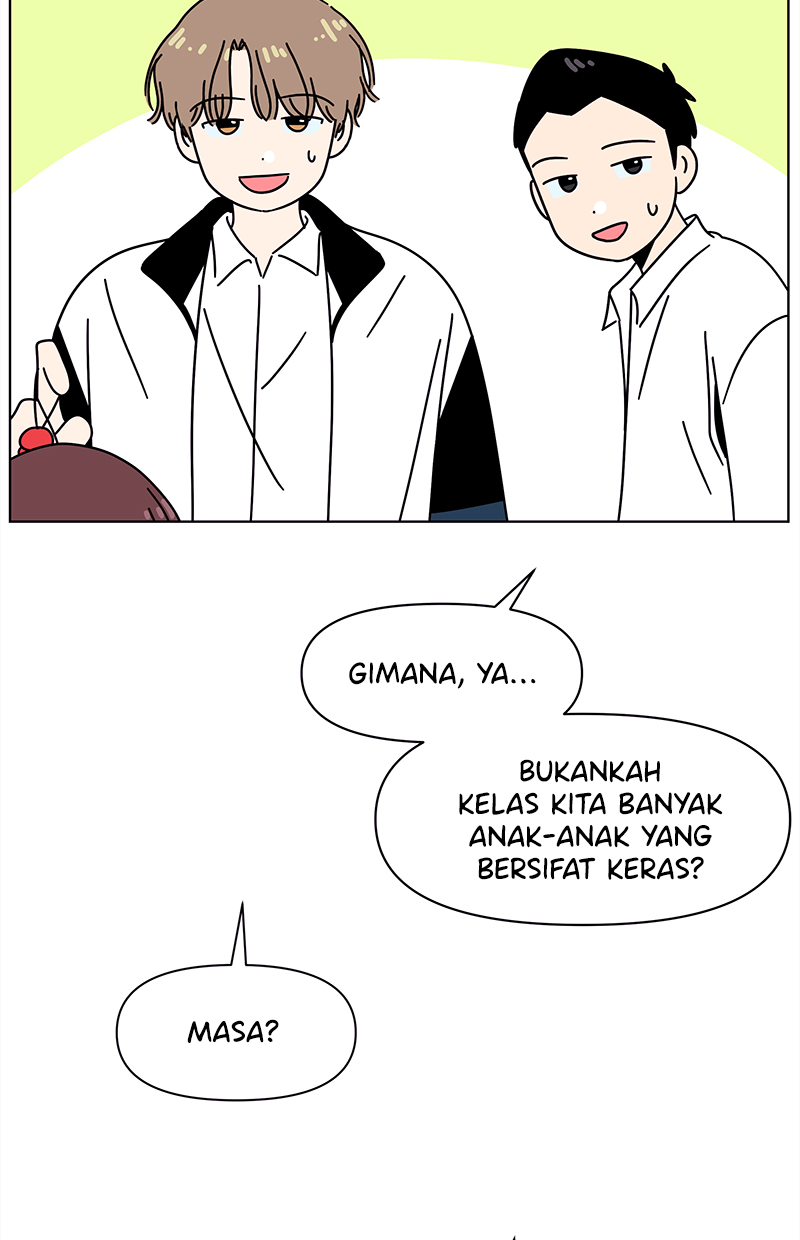 GIMANA, YA...
BUKANKAH
KELAS KITA BANYAK
ANAK-ANAK YANG
BERSIFAT KERAS?
MASA?